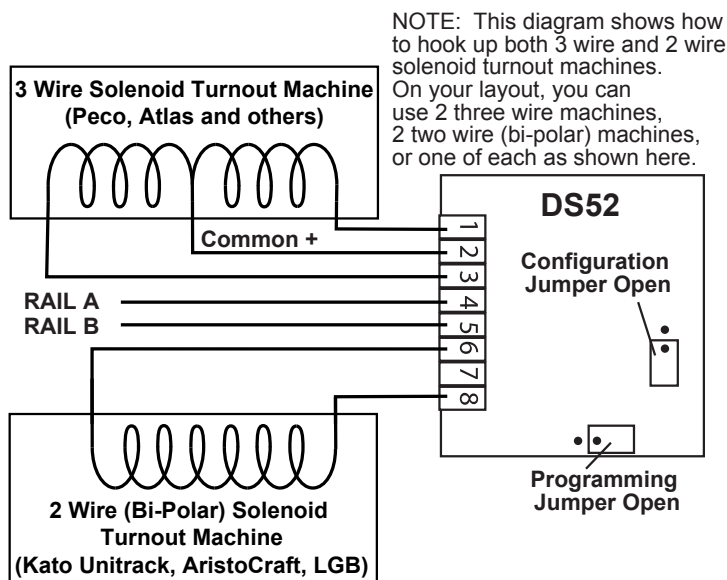 NOTE:  This diagram shows how
to hook up both 3 wire and 2 wire
solenoid turnout machines.
On your layout, you can
use 2 three wire machines,
2 two wire (bi-polar) machines,
or one of each as shown here.
3 Wire Solenoid Turnout Machine
(Peco, Atlas and others)
Common +
RAIL A
RAIL B
DS52
1
2
3
4
5
6
7
8
Configuration
Jumper Open
Programming
Jumper Open
2 Wire (Bi-Polar) Solenoid
Turnout Machine
(Kato Unitrack, AristoCraft, LGB)